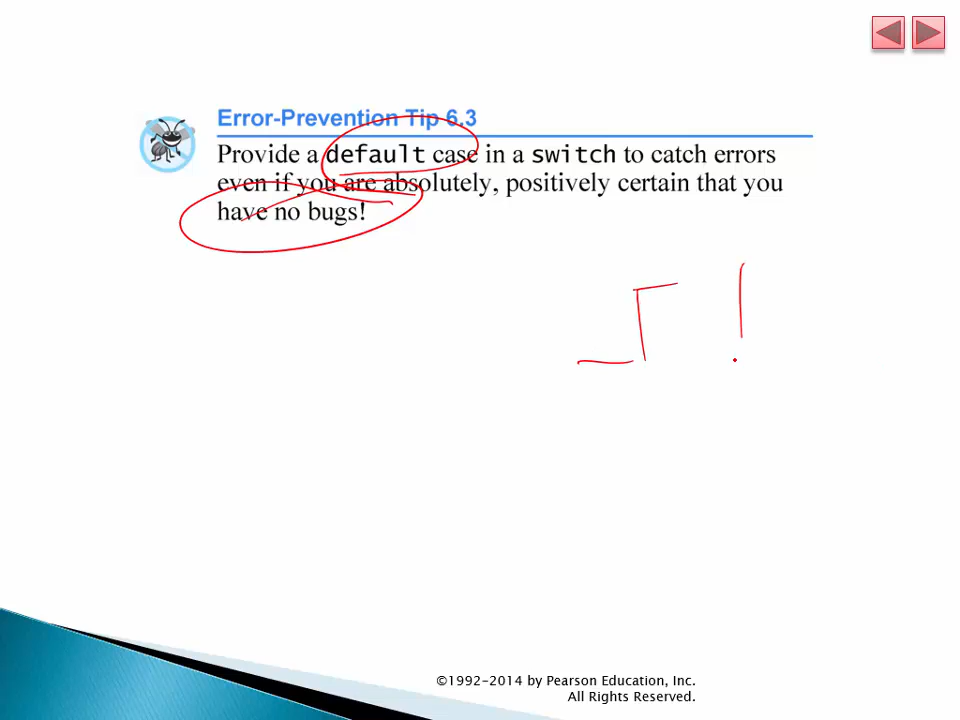 Error-Prevention Tip 6.3
Provide a default case in a switch to catch errors
even if you are absolutely, positively certain that you
have no bugs!
©1992-2014 by Pearson Education, Inc.
All Rights Reserved.